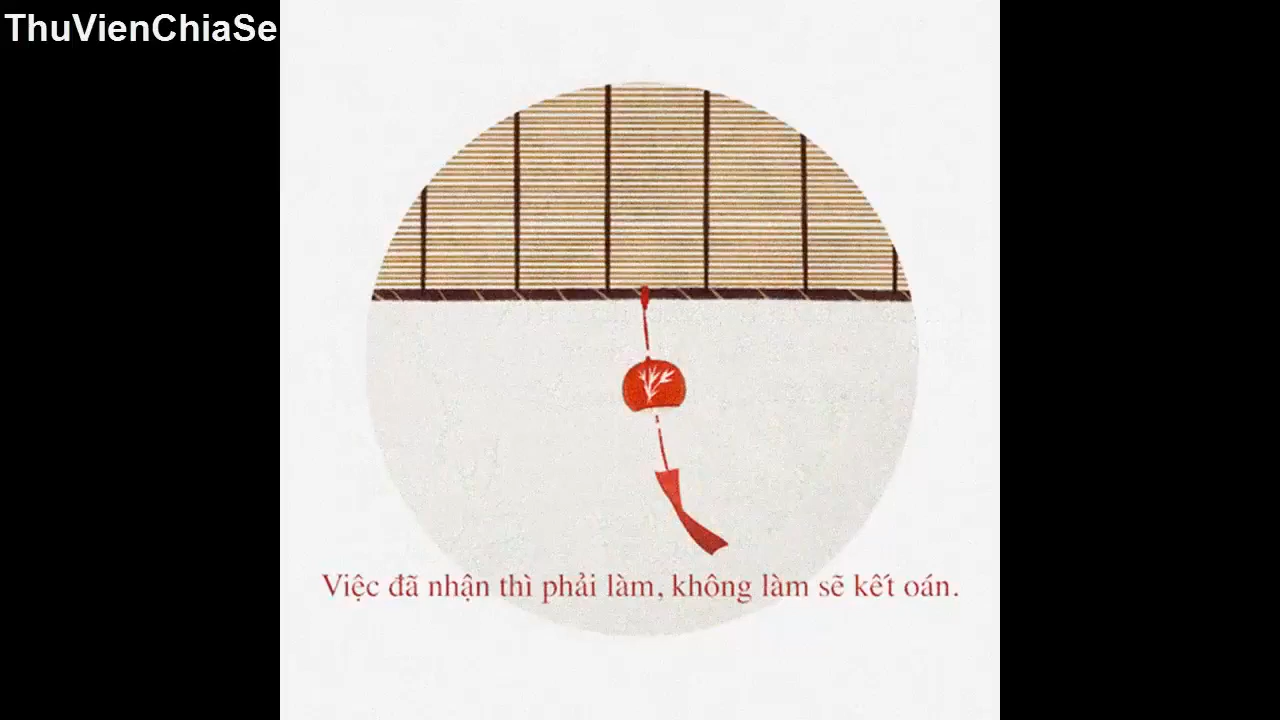 ThuVienChiaSe
Việc đã nhận thì phải làm, không làm sẽ kết oán.